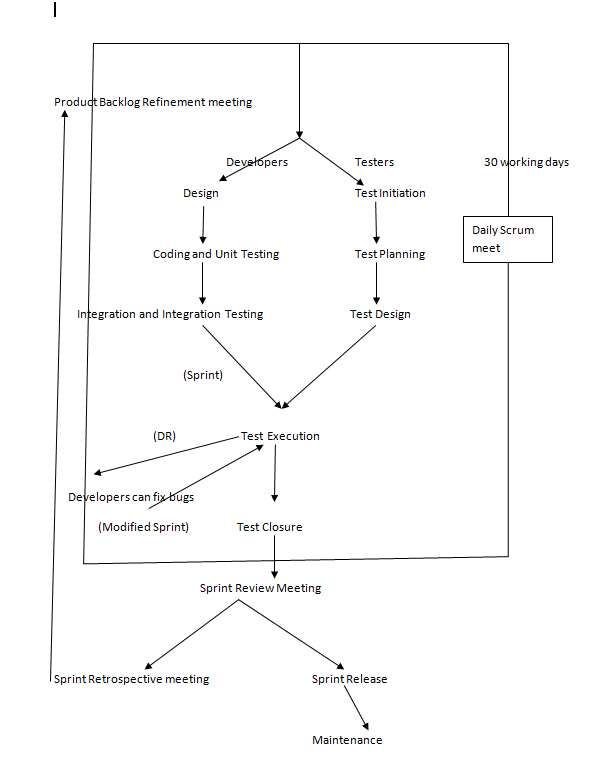 Product Backlog Refinement meeting
Developers
Testers
30 working days
Design
Test Initiation
Daily Scrum
meet
Coding and Unit Testing
Test Planning
Integration and Integration Testing
Test Design
(Sprint)
(DR)
Test Execution
Developers can fix bugs
(Modified Sprint)
Test Closure
Sprint Review Meeting
Sprint Retrospective meeting
Sprint Release
Maintenance